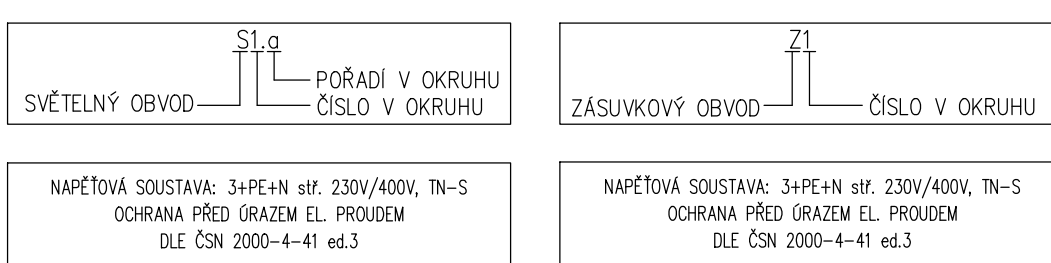 S1.a
POŘADÍ V OKRUHU
SVĚTELNÝ OBVOD
ČÍSLO V OKRUHU
Z1
ZÁSUVKOVÝ OBVOD
ČÍSLO V OKRUHU
NAPĚŤOVÁ SOUSTAVA: 3+PE+N stř. 230V/400V, TN-S
OCHRANA PŘED ÚRAZEM EL. PROUDEM
DLE ČSN 2000-4-41 ed.3
NAPĚŤOVÁ SOUSTAVA: 3+PE+N stř. 230V/400V, TN-S
OCHRANA PŘED ÚRAZEM EL. PROUDEM
DLE ČSN 2000-4-41 ed.3